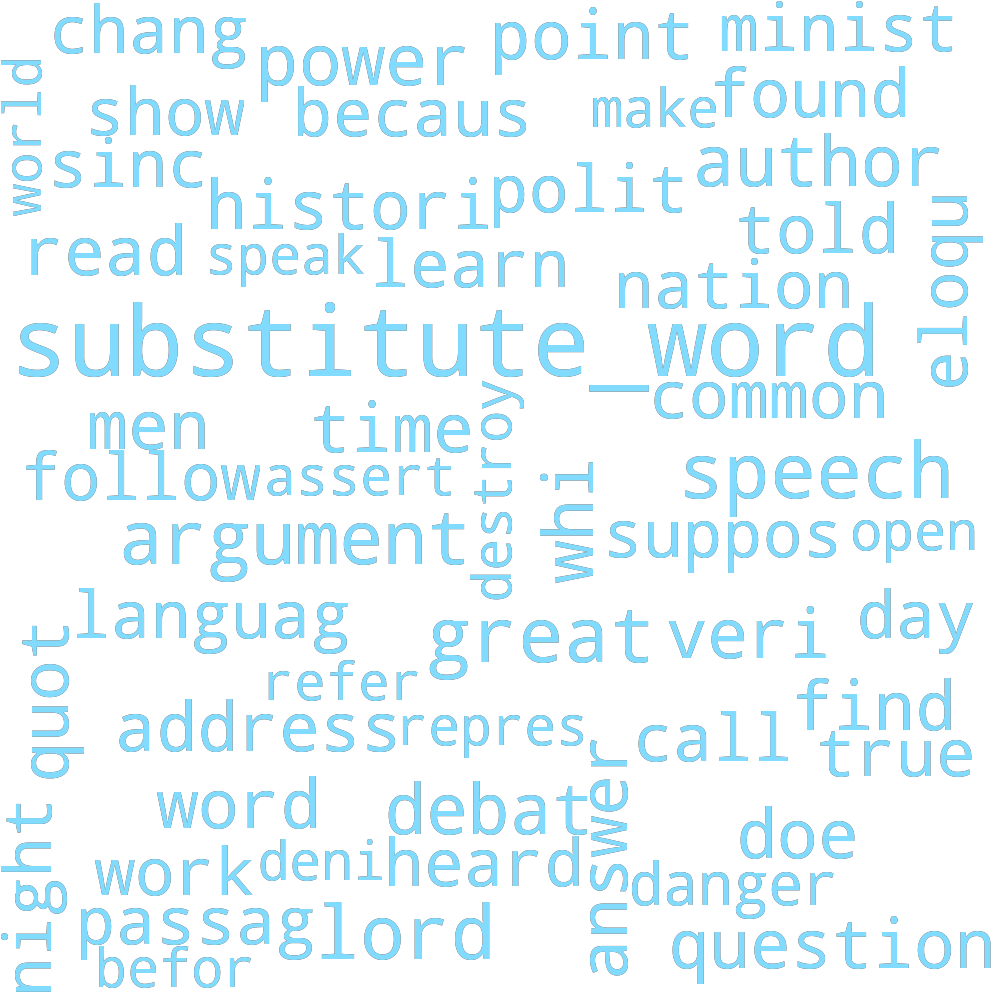 chang
power
point
minist
world
show
becaus
make
found
sinc
histori
polit
author
told
eloqu
read
speak
learn
nation
substitute_word
common
men
time
destroy
follow
assert
whi
speech
argument
suppos
open
languag
great
veri
day
quot
refer
find
address
repres
call
true
answer
word
debat
doe
night
work
deni
heard
danger
passag
lord
question
befor